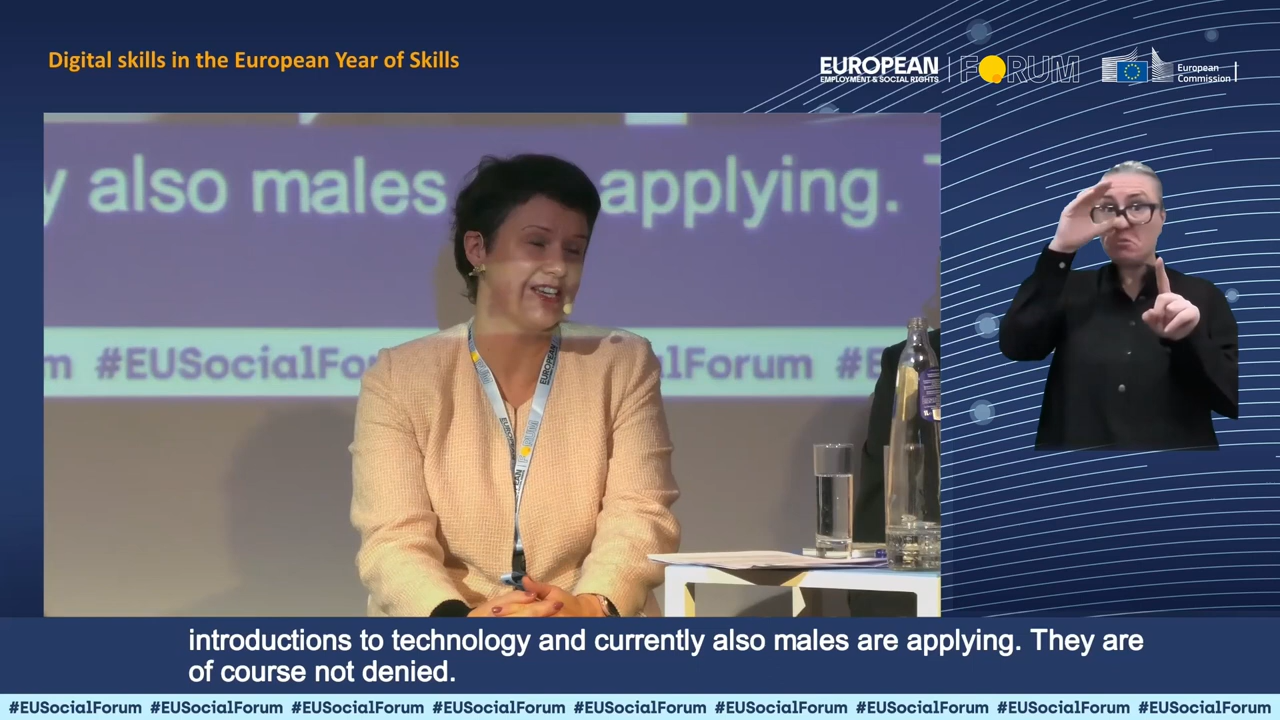 Digital skills in the European Year of Skills
EUROPEAN
EMPLOYMENT & SOCIAL RIGHTS
FORUM
European
Commission
y also males applying.
m #EUSocialFo lForum #E
EUROPEAN
EUROPEAN
introductions to technology and currently also males are applying. They are
of course not denied.
#EUSocialForum #EUSocialForum #EUSocialForum #EUSocialForum #EUSocialForum #EUSocialForum #EUSocialForum #EUSocialForum #EUSocialForum